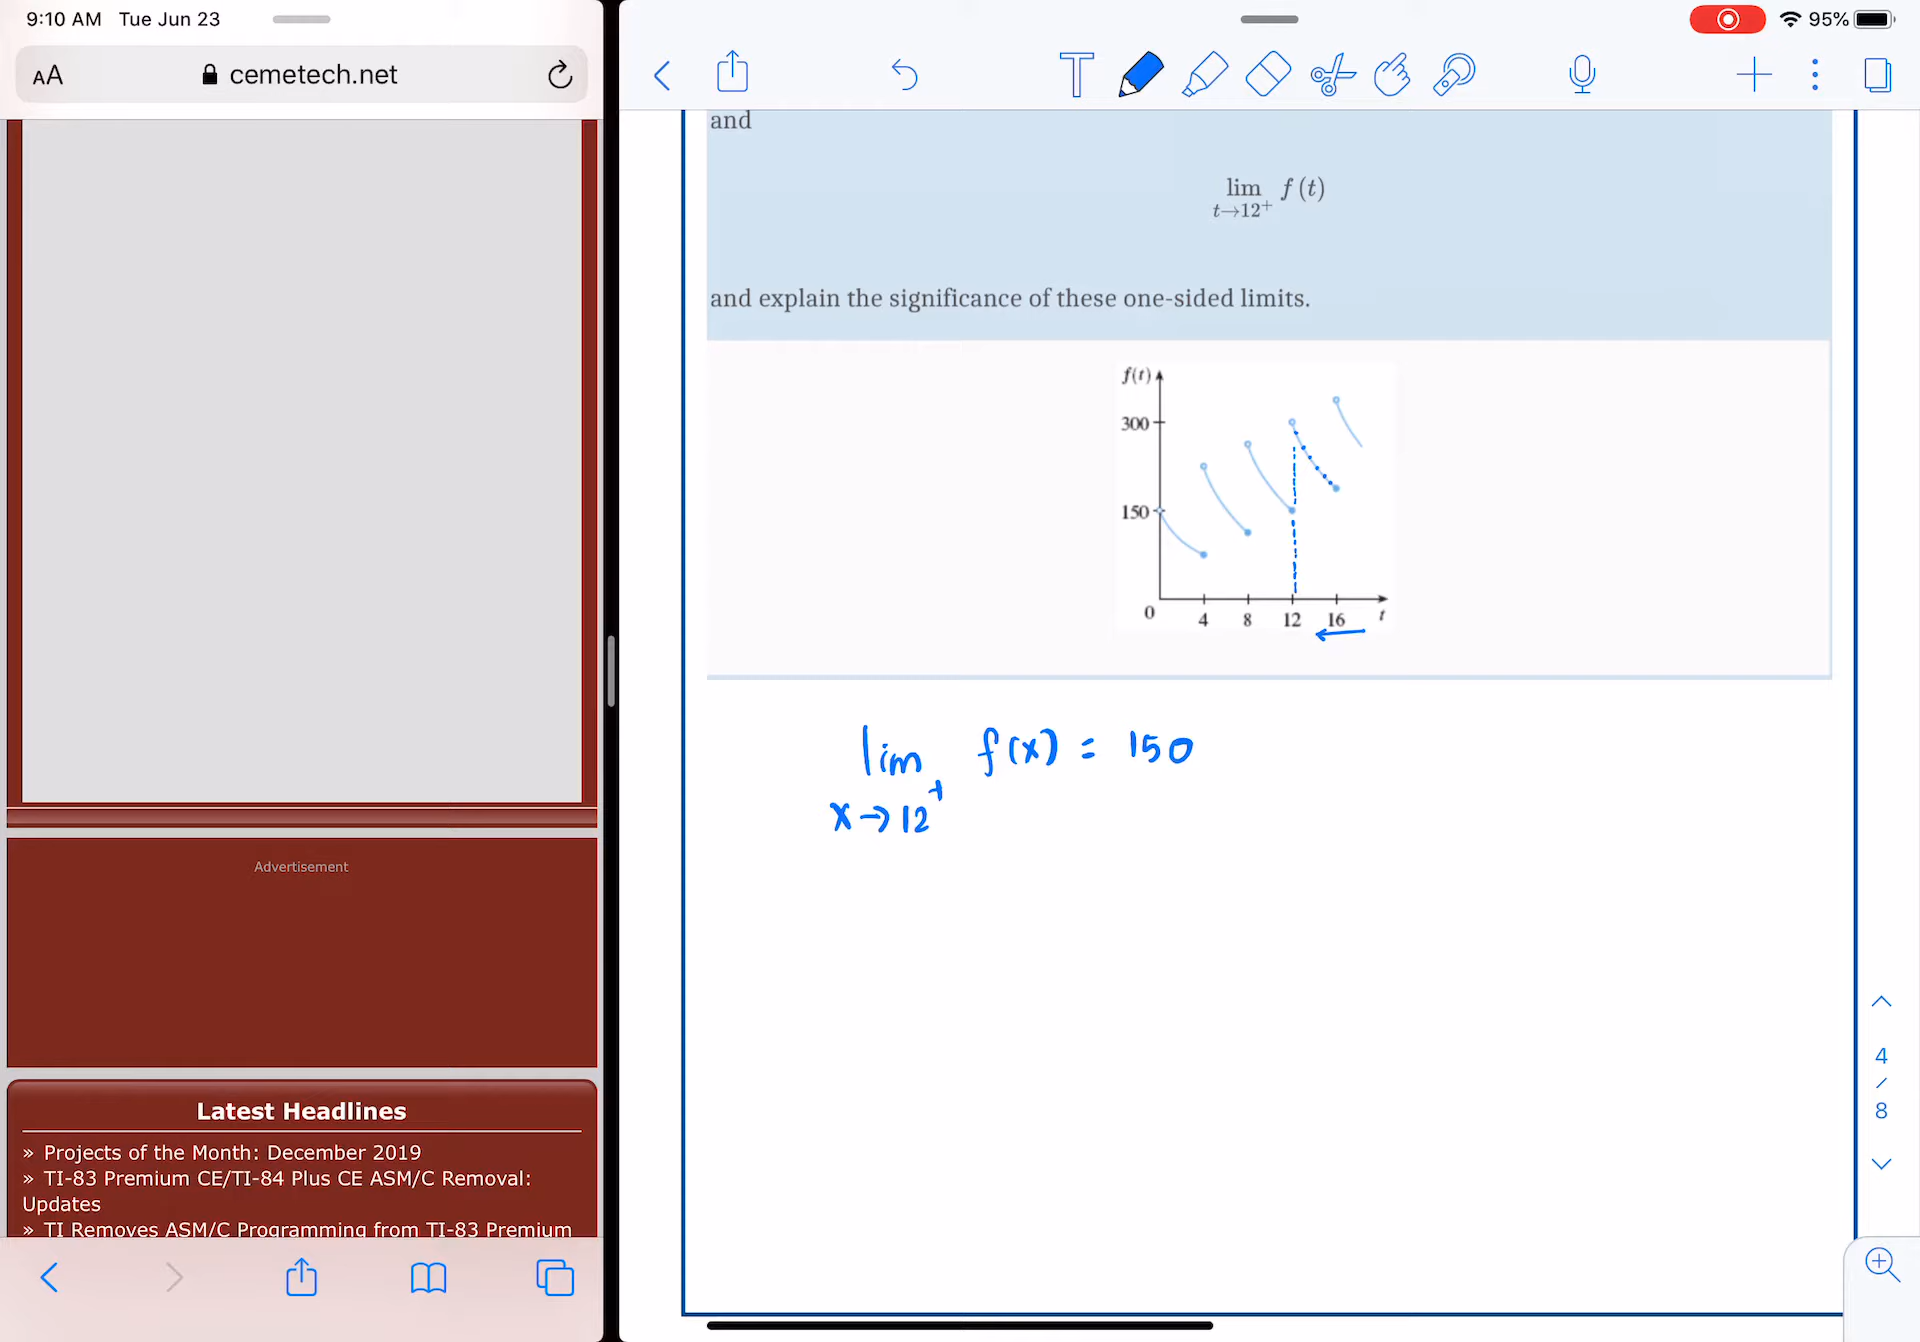 9:10 AM Tue Jun 23
95%
AA cemetech.net
Advertisement
Latest Headlines
» Projects of the Month: December 2019
» TI-83 Premium CE/TI-84 Plus CE ASM/C Removal:
Updates
» TI Removes ASM/C Programming from TI-83 Premium
T
and
lim f(t)
t→12⁺
and explain the significance of these one-sided limits.
f(t)
300
150
0 4 8 12 16 t
lim f(x) = 150
x→12⁺
4
/
8